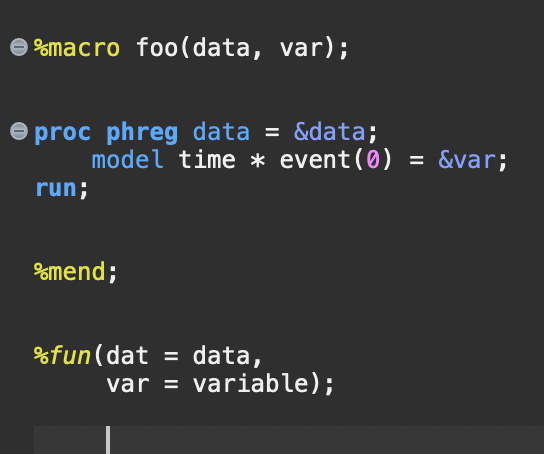 %macro foo(data, var);
proc phreg data = &data;
model time * event(0) = &var;
run;
%mend;
%fun(dat = data,
var = variable);